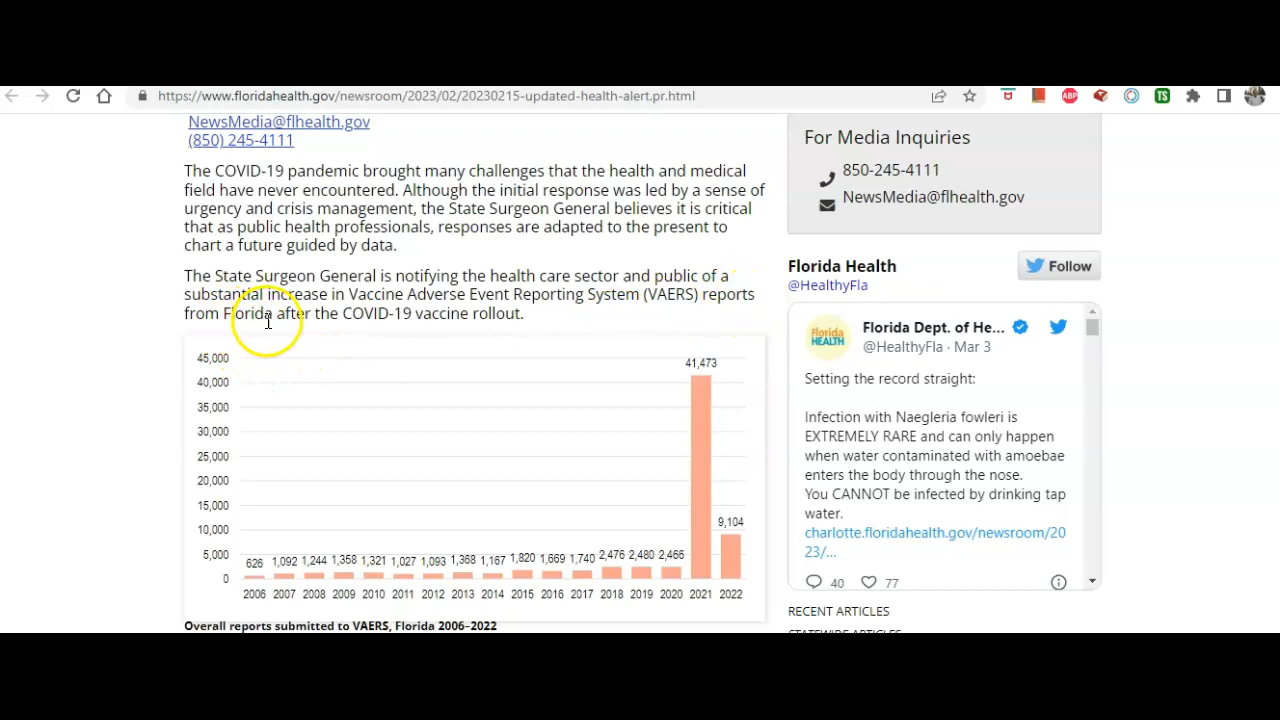 https://www.floridahealth.gov/newsroom/2023/02/20230215-updated-health-alert.pr.html
ABP
TS
NewsMedia@flhealth.gov
(850) 245-4111
The COVID-19 pandemic brought many challenges that the health and medical
field have never encountered. Although the initial response was led by a sense of
urgency and crisis management, the State Surgeon General believes it is critical
that as public health professionals, responses are adapted to the present to
chart a future guided by data.
The State Surgeon General is notifying the health care sector and public of a
substantial increase in Vaccine Adverse Event Reporting System (VAERS) reports
from Florida after the COVID-19 vaccine rollout.
45,000
40,000
35,000
30,000
25,000
20,000
15,000
10,000
5,000
0
626 1,092 1,244 1,358 1,321 1,027 1,093 1,368 1,167 1,820 1,669 1,740 2,476 2,480 2,466 41,473 9,104
2006 2007 2008 2009 2010 2011 2012 2013 2014 2015 2016 2017 2018 2019 2020 2021 2022
Overall reports submitted to VAERS, Florida 2006–2022
For Media Inquiries
850-245-4111
NewsMedia@flhealth.gov
Florida Health
@HealthyFla
Follow
Florida
HEALTH
Florida Dept. of He...
@HealthyFla · Mar 3
Setting the record straight:
Infection with Naegleria fowleri is
EXTREMELY RARE and can only happen
when water contaminated with amoebae
enters the body through the nose.
You CANNOT be infected by drinking tap
water.
charlotte.floridahealth.gov/newsroom/20
23/...
40 77
RECENT ARTICLES
STATEWIDE ARTICLES